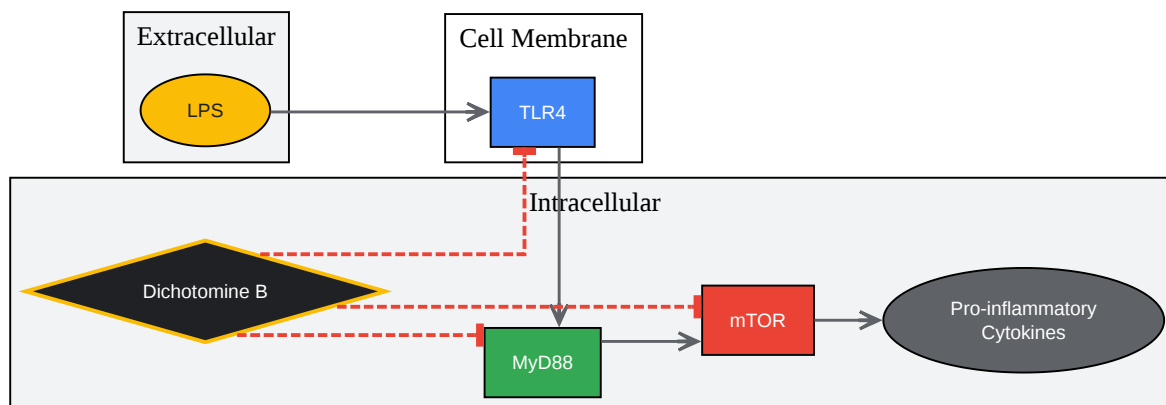 Extracellular
Cell Membrane
LPS
TLR4
Intracellular
Dichotomine B
mTOR
Pro-inflammatory
Cytokines
MyD88